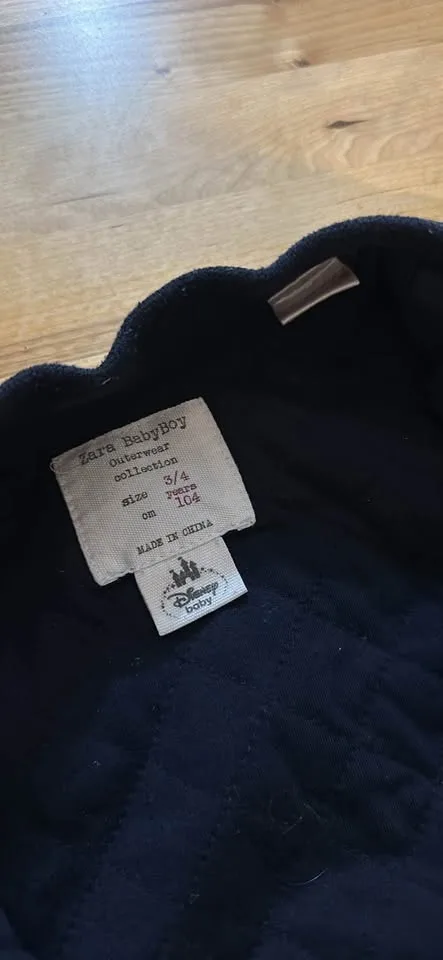 Zara BabyBoy
Outerwear
collection
size 3/4
years
cm 104
MADE IN CHINA
Disney
baby